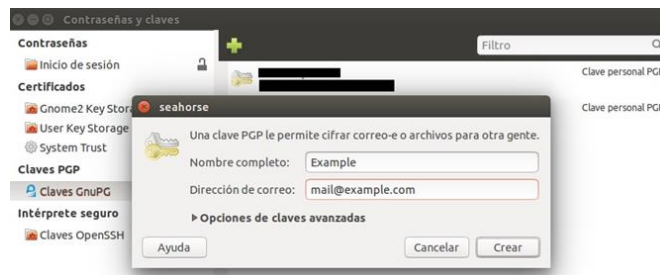 Contraseñas y claves
Contraseñas
Inicio de sesión
Certificados
Gnome2 Key Stor
User Key Storage
System Trust
Claves PGP
Claves GnuPG
Intérprete seguro
Claves OpenSSH
Filtro
Clave personal PGP
Clave personal PGP
seahorse
Una clave PGP le permite cifrar correo-e o archivos para otra gente.
Nombre completo: Example
Dirección de correo: mail@example.com
Opciones de claves avanzadas
Ayuda Cancelar Crear